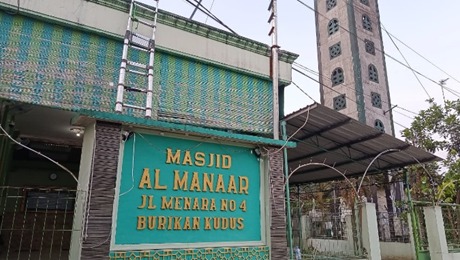 MASJID
AL MANAAR
JL MENARA NO 4
BURIKAN KUDUS